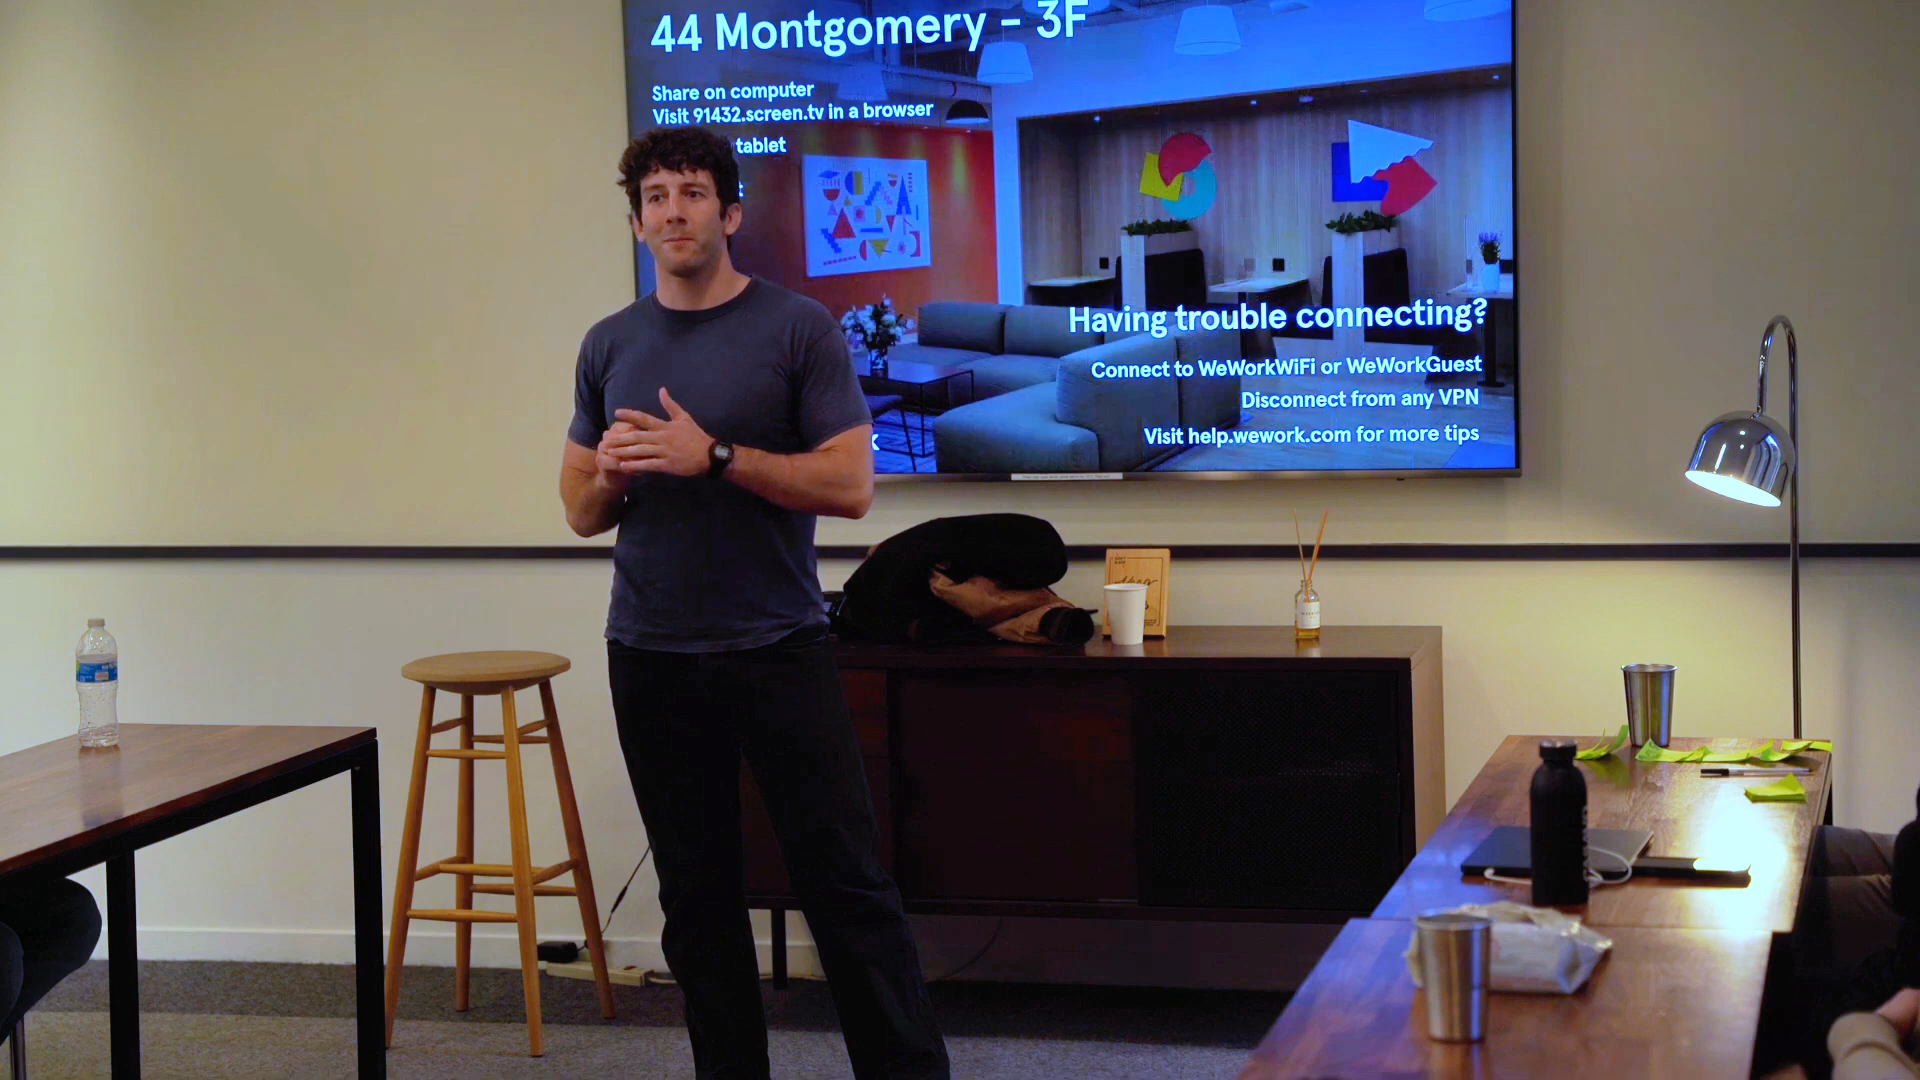 44 Montgomery - 3F
Share on computer
Visit 91432.screen.tv in a browser
tablet
Having trouble connecting?
Connect to WeWorkWiFi or WeWorkGuest
Disconnect from any VPN
Visit help.wework.com for more tips